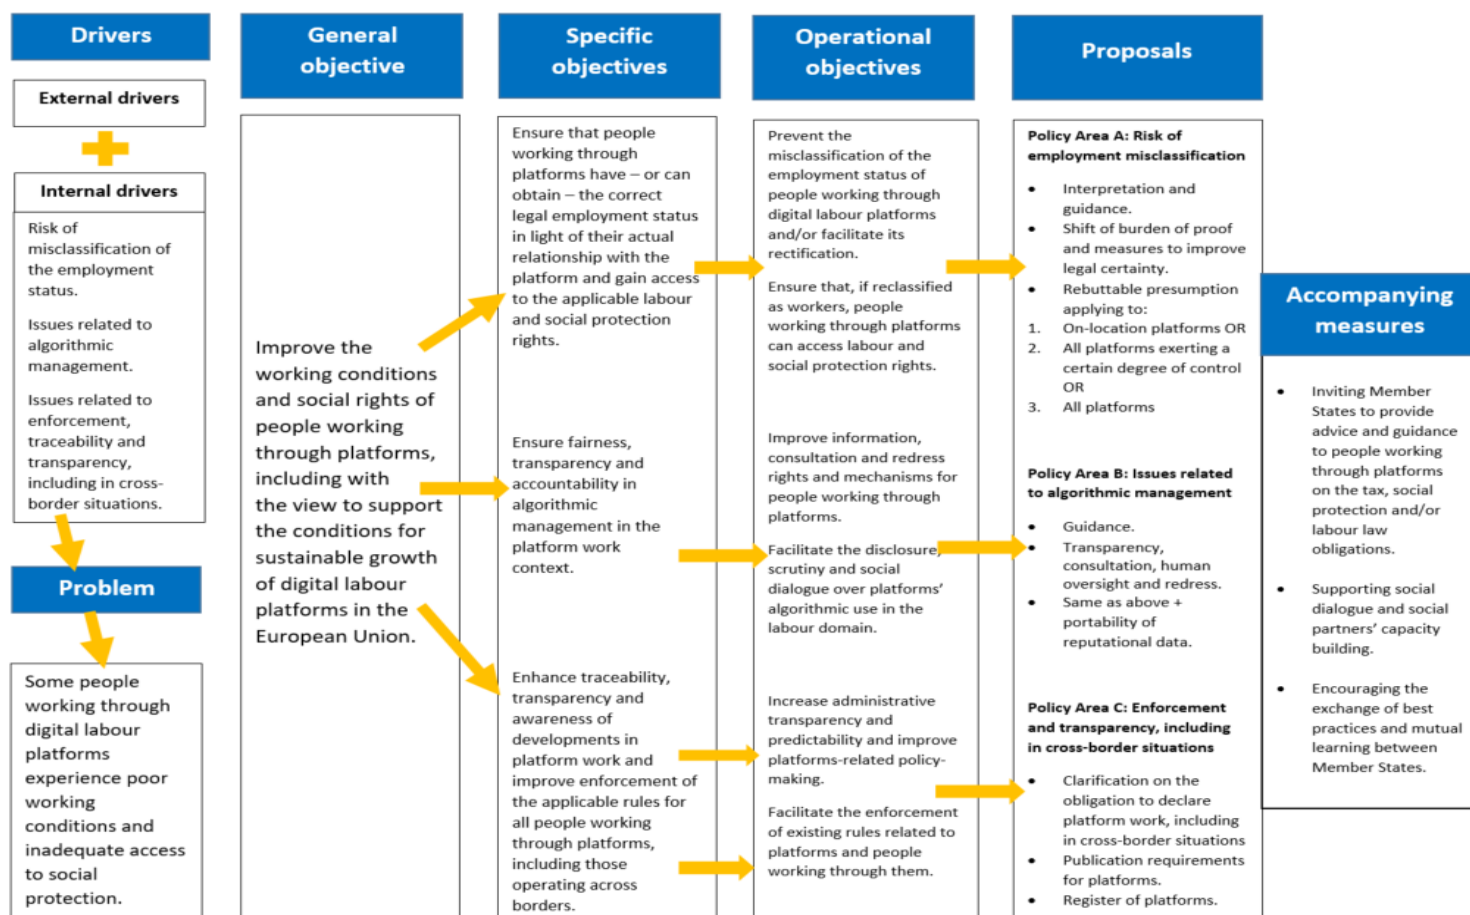 Drivers
External drivers
Internal drivers
Risk of
misclassification of
the employment
status.
Issues related to
algorithmic
management.
Issues related to
enforcement,
traceability and
transparency,
including in cross-
border situations.
Problem
Some people
working through
digital labour
platforms
experience poor
working
conditions and
inadequate access
to social
protection.
General
objective
Improve the
working conditions
and social rights of
people working
through platforms,
including with
the view to support
the conditions for
sustainable growth
of digital labour
platforms in the
European Union.
Specific
objectives
Ensure that people
working through
platforms have – or can
obtain – the correct
legal employment status
in light of their actual
relationship with the
platform and gain access
to the applicable labour
and social protection
rights.
Ensure fairness,
transparency and
accountability in
algorithmic
management in the
platform work
context.
Enhance traceability,
transparency and
awareness of
developments in
platform work and
improve enforcement of
the applicable rules for
all people working
through platforms,
including those
operating across
borders.
Operational
objectives
Prevent the
misclassification of the
employment status of
people working through
digital labour platforms
and/or facilitate its
rectification.
Ensure that, if reclassified
as workers, people
working through platforms
can access labour and
social protection rights.
Improve information,
consultation and redress
rights and mechanisms for
people working through
platforms.
Facilitate the disclosure,
scrutiny and social
dialogue over platforms’
algorithmic use in the
labour domain.
Increase administrative
transparency and
predictability and improve
platforms-related policy-
making.
Facilitate the enforcement
of existing rules related to
platforms and people
working through them.
Proposals
Policy Area A: Risk of
employment misclassification
• Interpretation and
guidance.
• Shift of burden of proof
and measures to improve
legal certainty.
• Rebuttable presumption
applying to:
1. On-location platforms OR
2. All platforms exerting a
certain degree of control
OR
3. All platforms
Policy Area B: Issues related
to algorithmic management
• Guidance.
• Transparency,
consultation, human
oversight and redress.
• Same as above +
portability of
reputational data.
Policy Area C: Enforcement
and transparency, including
in cross-border situations
• Clarification on the
obligation to declare
platform work, including
in cross-border situations
• Publication requirements
for platforms.
• Register of platforms.
Accompanying
measures
• Inviting Member
States to provide
advice and guidance
to people working
through platforms
on the tax, social
protection and/or
labour law
obligations.
• Supporting social
dialogue and social
partners’ capacity
building.
• Encouraging the
exchange of best
practices and mutual
learning between
Member States.